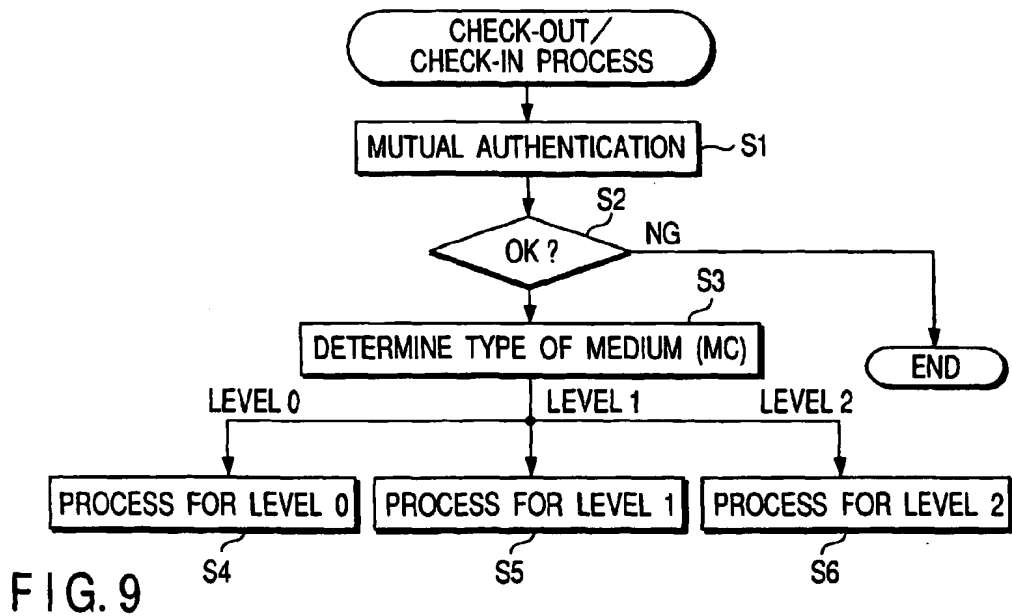 CHECK-OUT/
CHECK-IN PROCESS
MUTUAL AUTHENTICATION
S1
S2
OK ?
NG
S3
DETERMINE TYPE OF MEDIUM (MC)
END
LEVEL 0
LEVEL 1
LEVEL 2
PROCESS FOR LEVEL 0
PROCESS FOR LEVEL 1
PROCESS FOR LEVEL 2
S4
S5
S6
FIG. 9